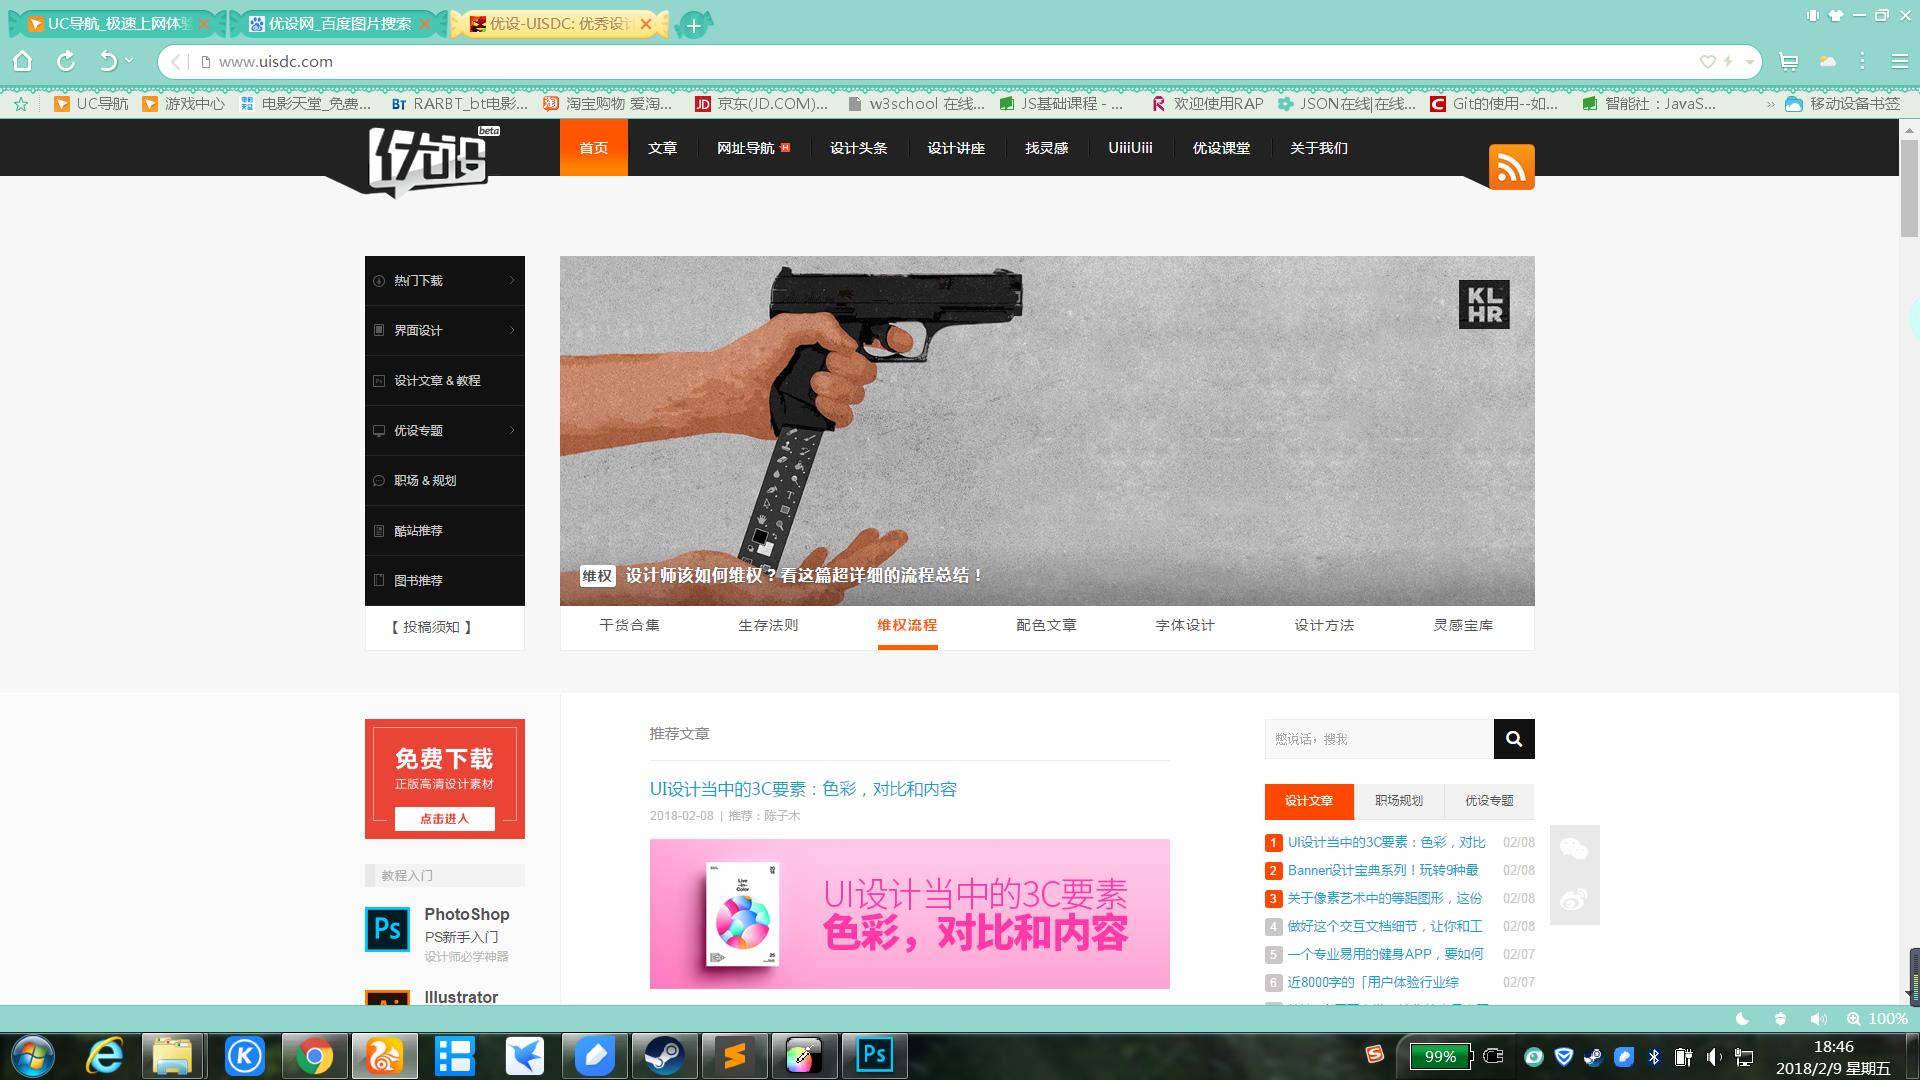 UC导航_极速上网体验
优设网_百度图片搜索
优设-UISDC: 优秀设计
www.uisdc.com
UC导航
游戏中心
电影天堂_免费...
RARBT_bt电影...
淘宝购物 爱淘...
京东(JD.COM)...
w3school 在线...
JS基础课程 - ...
欢迎使用RAP
JSON在线|在线...
Git的使用--如...
智能社：JavaS...
移动设备书签
优设
beta
首页
文章
网址导航
H
设计头条
设计讲座
找灵感
UiiiUiii
优设课堂
关于我们
热门下载
界面设计
设计文章 & 教程
优设专题
职场 & 规划
酷站推荐
图书推荐
【 投稿须知 】
KL
HR
维权 设计师该如何维权？看这篇超详细的流程总结！
干货合集
生存法则
维权流程
配色文章
字体设计
设计方法
灵感宝库
免费下载
正版高清设计素材
点击进入
教程入门
Ps
PhotoShop
PS新手入门
设计师必学神器
Illustrator
推荐文章
UI设计当中的3C要素：色彩，对比和内容
2018-02-08 | 推荐：陈子木
Live
Color
UI设计当中的3C要素
色彩，对比和内容
憋说话，搜我
设计文章
职场规划
优设专题
1 UI设计当中的3C要素：色彩，对比 02/08
2 Banner设计宝典系列！玩转9种最 02/08
3 关于像素艺术中的等距图形，这份 02/08
4 做好这个交互文档细节，让你和工 02/08
5 一个专业易用的健身APP，要如何 02/07
6 近8000字的「用户体验行业综 02/07
100%
99%
18:46
2018/2/9 星期五